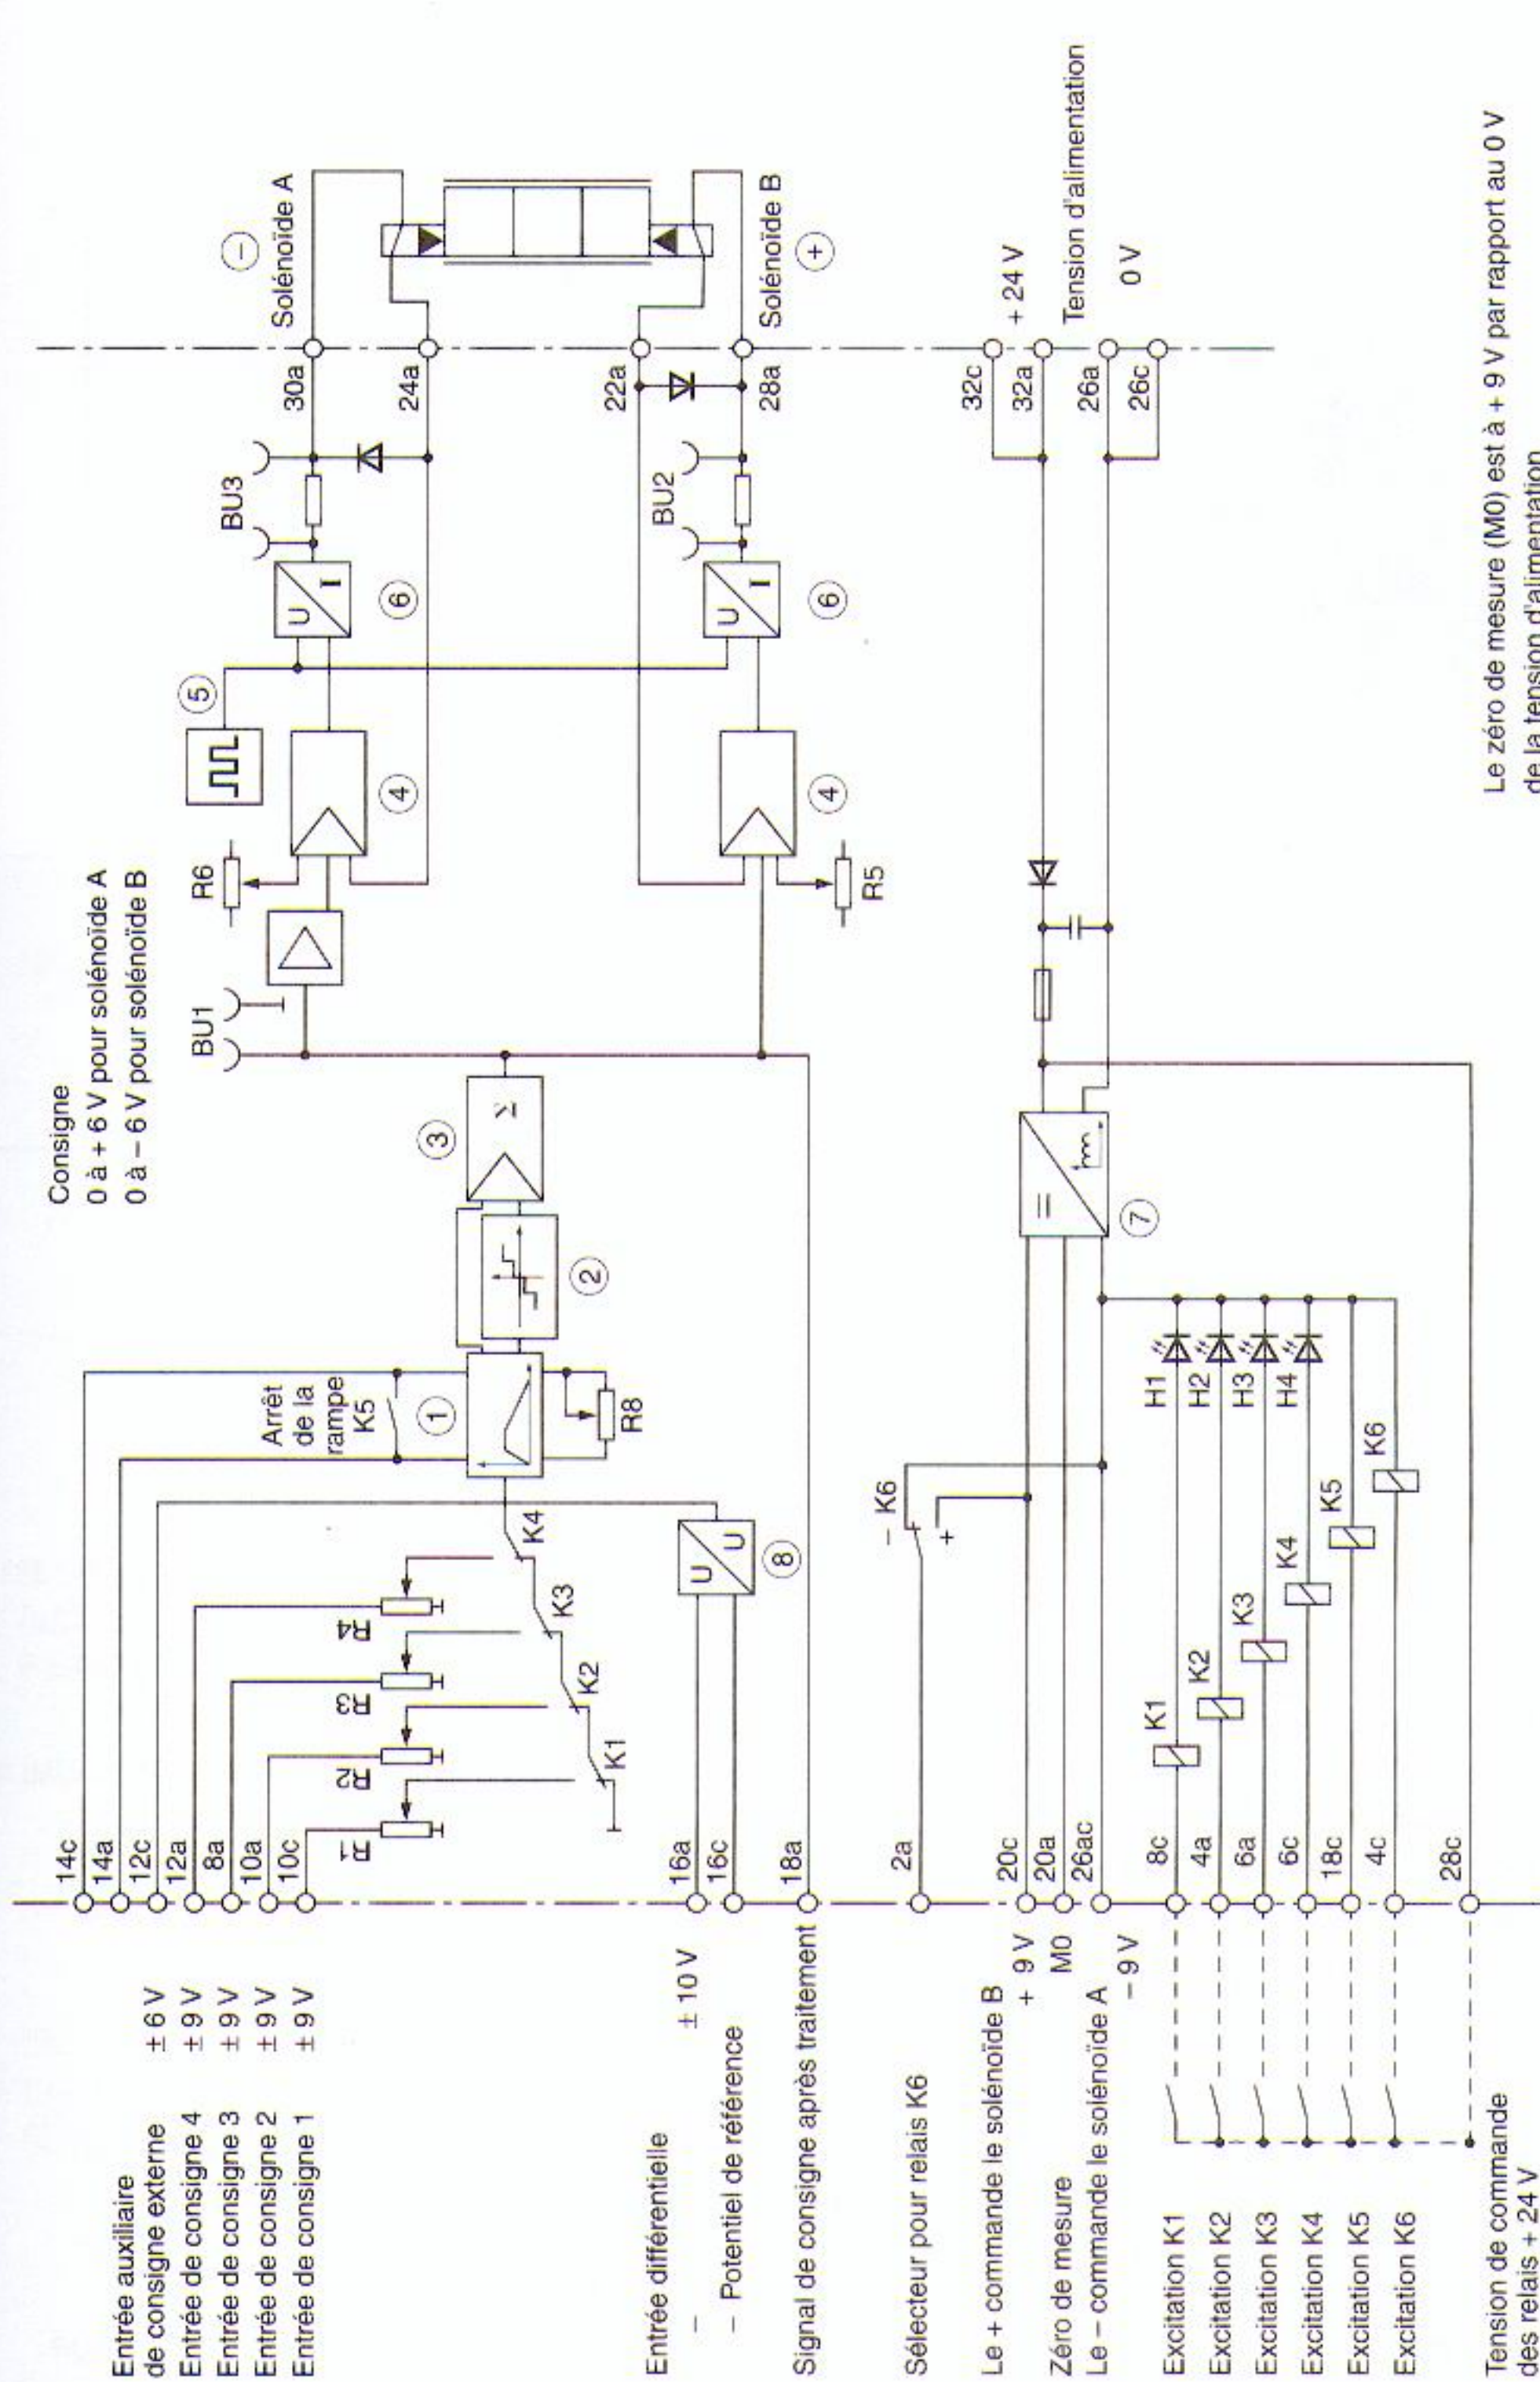 Consigne
0 à + 6 V pour solénoïde A
0 à – 6 V pour solénoïde B
Entrée auxiliaire
de consigne externe ± 6 V
Entrée de consigne 4 ± 9 V
Entrée de consigne 3 ± 9 V
Entrée de consigne 2 ± 9 V
Entrée de consigne 1 ± 9 V
14c
14a
12c
12a
8a
10a
10c
R1
R2
R3
R4
K1
K2
K3
K4
Arrêt
de la
rampe
K5
1
R8
2
3
Σ
BU1
R6
4
5
U
I
6
BU3
30a
24a
–
Solénoïde A
R5
4
U
I
6
BU2
22a
28a
Solénoïde B
+
Entrée différentielle
– ± 10 V
– Potentiel de référence
16a
16c
U
U
8
Signal de consigne après traitement
18a
Sélecteur pour relais K6
2a
– K6
+
Le + commande le solénoïde B
+ 9 V
20c
Zéro de mesure M0
20a
Le – commande le solénoïde A
– 9 V
26ac
=
7
32c
32a
26a
26c
+ 24 V
Tension d'alimentation
0 V
Excitation K1
8c
K1
H1
Excitation K2
4a
K2
H2
Excitation K3
6a
K3
H3
Excitation K4
6c
K4
H4
Excitation K5
18c
K5
Excitation K6
4c
K6
Tension de commande
des relais + 24 V
28c
Le zéro de mesure (M0) est à + 9 V par rapport au 0 V
de la tension d'alimentation